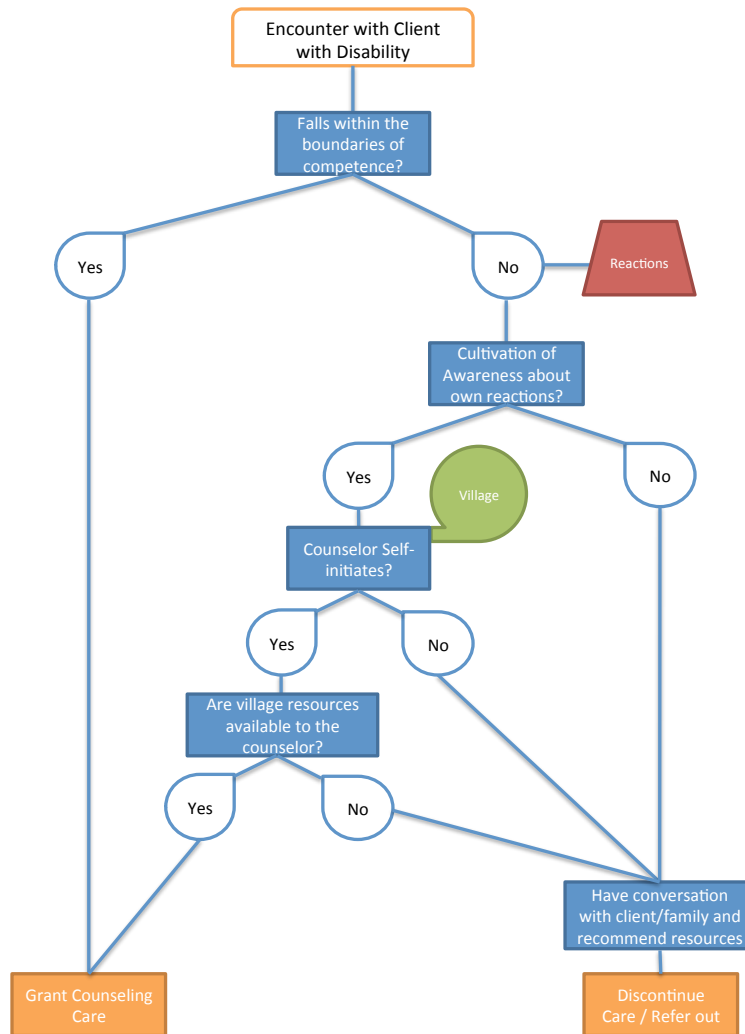 Encounter with Client
with Disability
Falls within the
boundaries of
competence?
Yes
No
Reactions
Cultivation of
Awareness about
own reactions?
Yes
Village
No
Counselor Self-
initiates?
Yes
No
Are village resources
available to the
counselor?
Yes
No
Have conversation
with client/family and
recommend resources
Grant Counseling
Care
Discontinue
Care / Refer out